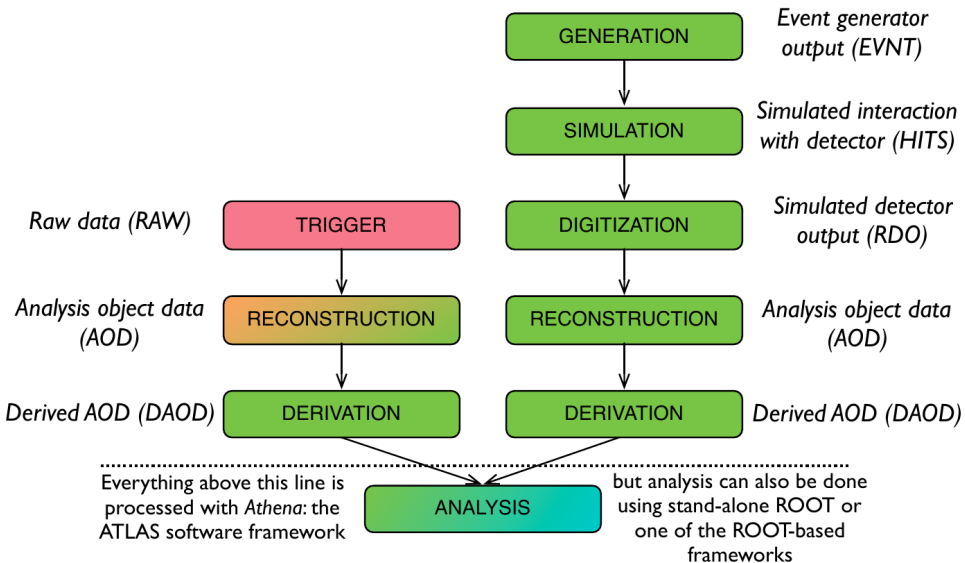 GENERATION
Event generator
output (EVNT)
SIMULATION
Simulated interaction
with detector (HITS)
Raw data (RAW)
TRIGGER
DIGITIZATION
Simulated detector
output (RDO)
Analysis object data
(AOD)
RECONSTRUCTION
RECONSTRUCTION
Analysis object data
(AOD)
Derived AOD (DAOD)
DERIVATION
DERIVATION
Derived AOD (DAOD)
Everything above this line is
processed with Athena: the
ATLAS software framework
ANALYSIS
but analysis can also be done
using stand-alone ROOT or
one of the ROOT-based
frameworks